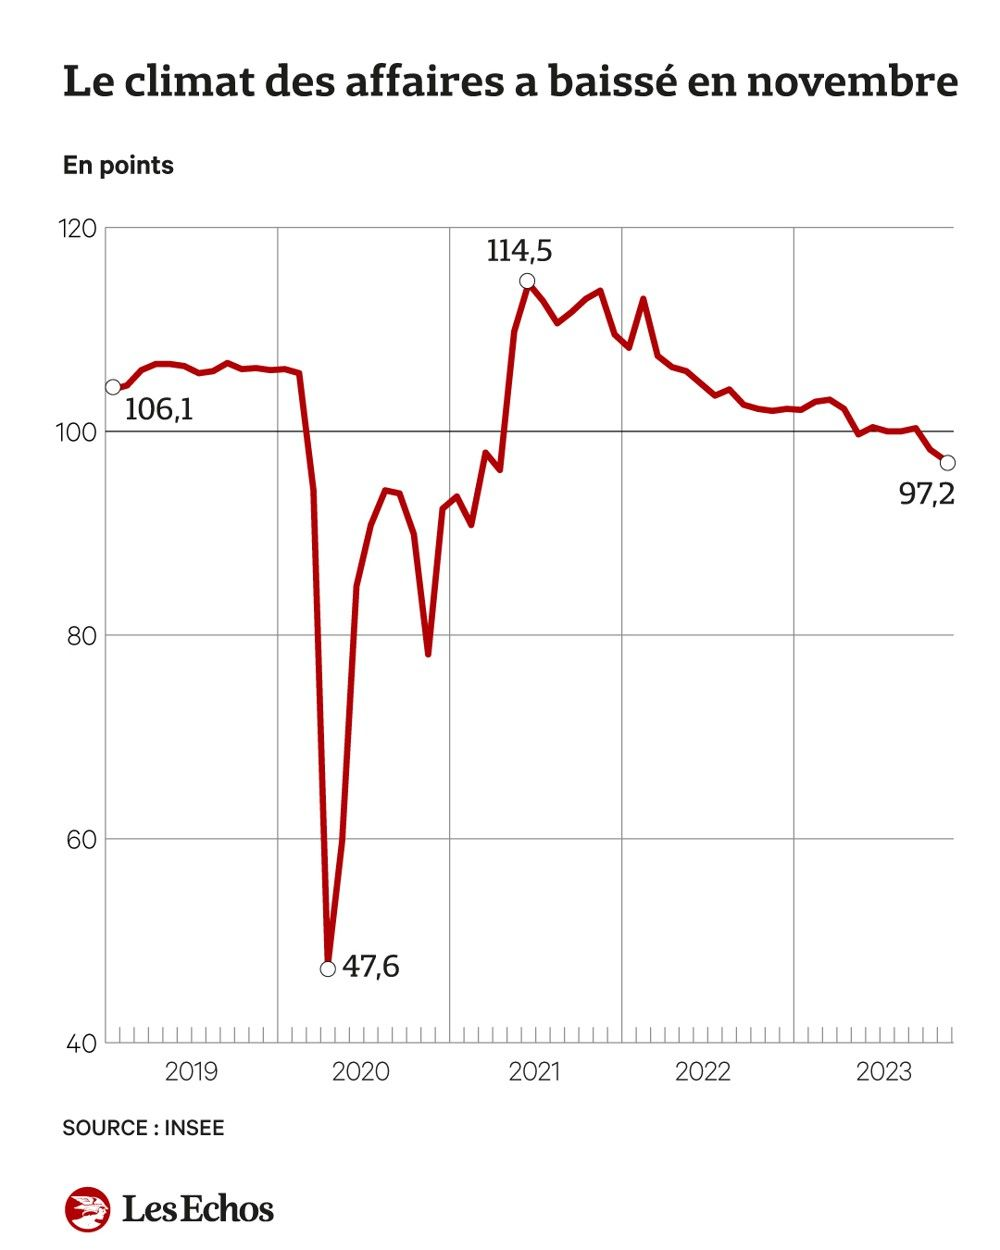 Le climat des affaires a baissé en novembre
En points
120
114,5
106,1
100
97,2
80
60
47,6
40
2019 2020 2021 2022 2023
SOURCE : INSEE
Les Echos